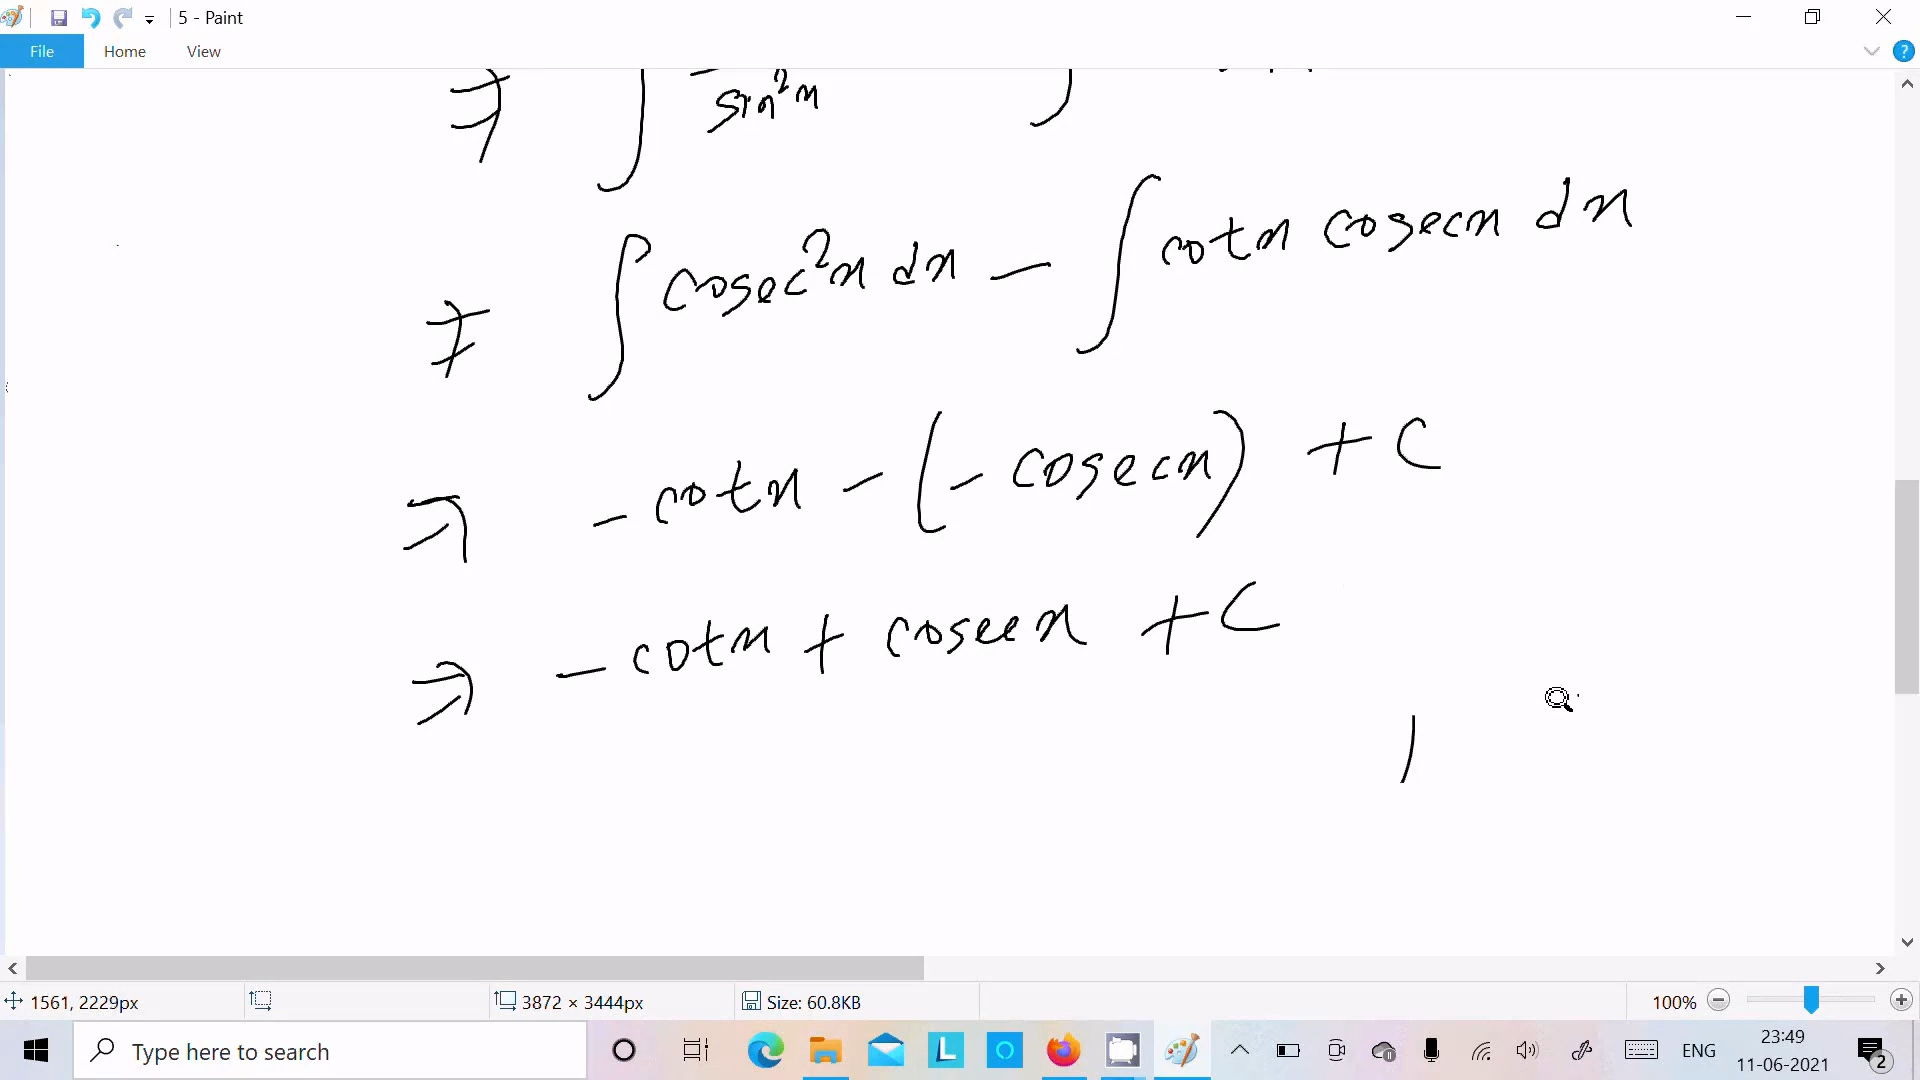 5 - Paint
File Home View
⇒ ∫ sin²x ∫
⇒ ∫ cosec²x dx - ∫ cotx cosecx dx
⇒ - cotx - (- cosecx) + C
⇒ - cotx + cosecx + C
1561, 2229px 3872 × 3444px Size: 60.8KB 100%
Type here to search
ENG
23:49
11-06-2021
2